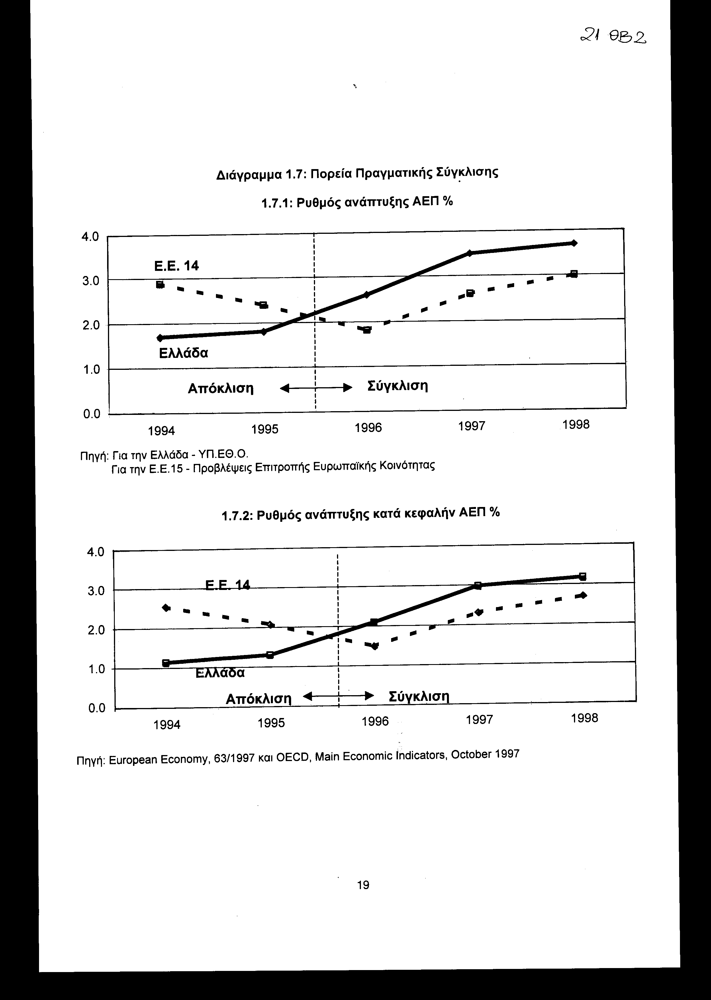 21 ΘΒ2
Διάγραμμα 1.7: Πορεία Πραγματικής Σύγκλισης
1.7.1: Ρυθμός ανάπτυξης ΑΕΠ %
4.0
Ε.Ε. 14
3.0
2.0
Ελλάδα
1.0
Απόκλιση Σύγκλιση
0.0
1994 1995 1996 1997 1998
Πηγή: Για την Ελλάδα - ΥΠ.ΕΘ.Ο.
Για την Ε.Ε.15 - Προβλέψεις Επιτροπής Ευρωπαϊκής Κοινότητας
1.7.2: Ρυθμός ανάπτυξης κατά κεφαλήν ΑΕΠ %
4.0
Ε.Ε. 14
3.0
2.0
1.0
Ελλάδα
Απόκλιση Σύγκλιση
0.0
1994 1995 1996 1997 1998
Πηγή: European Economy, 63/1997 και OECD, Main Economic Indicators, October 1997
19